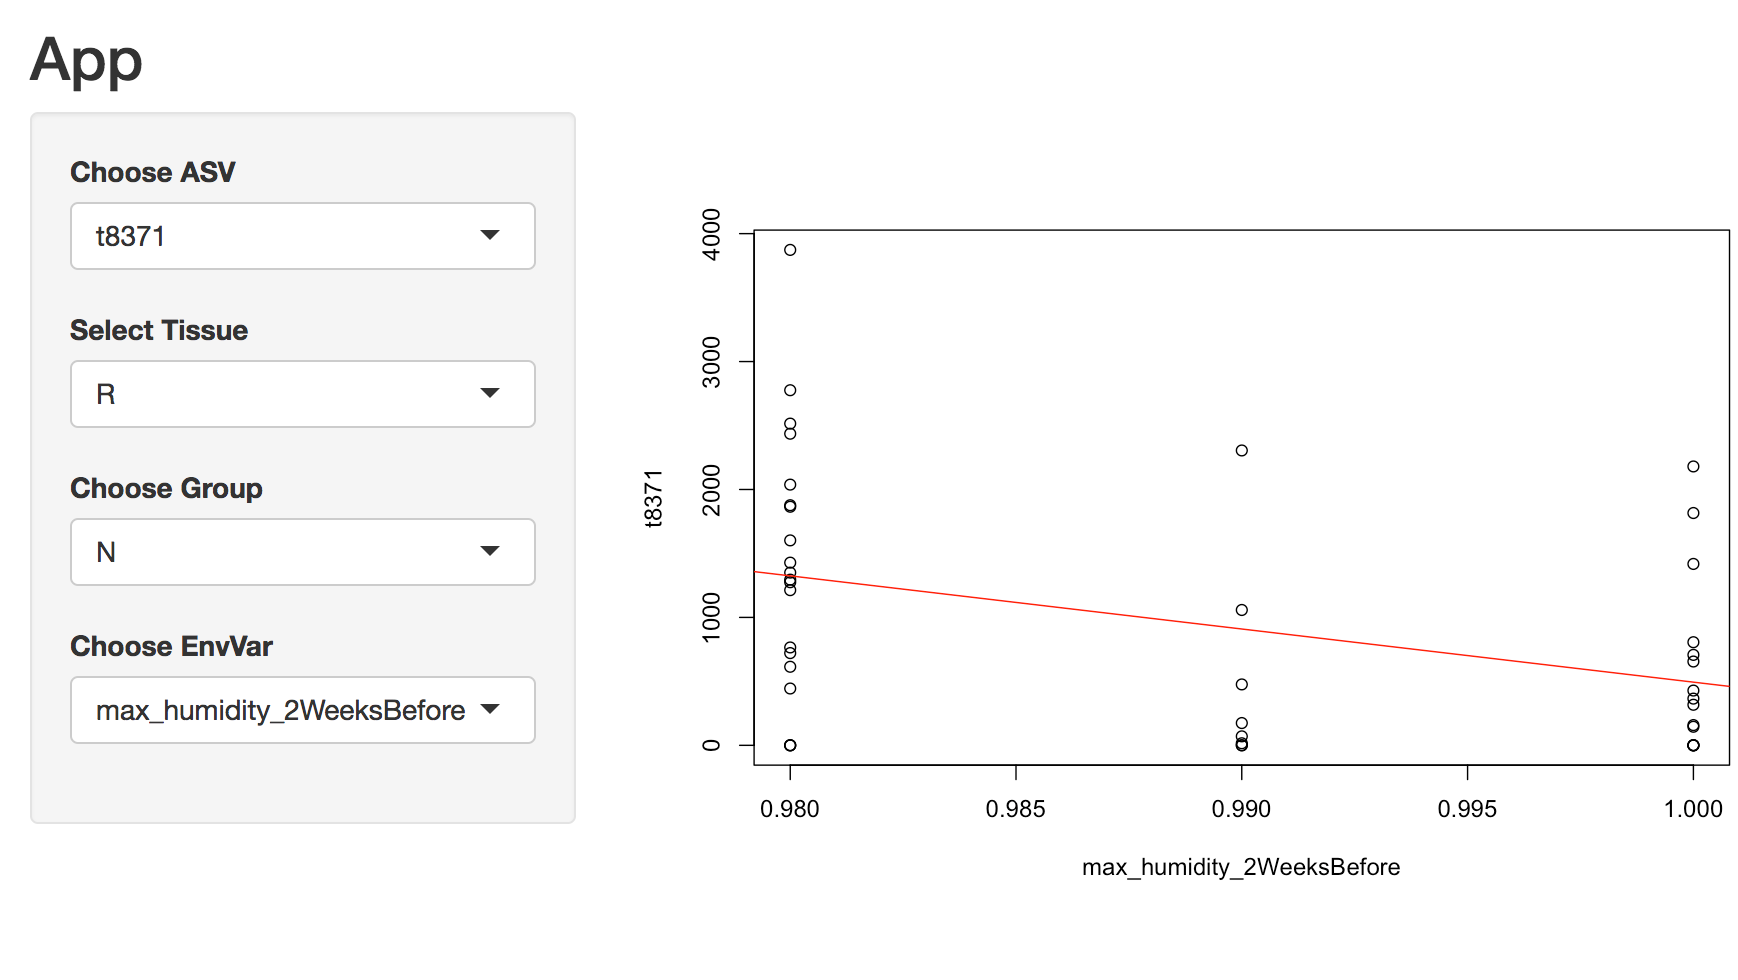 App
Choose ASV
t8371
Select Tissue
R
Choose Group
N
Choose EnvVar
max_humidity_2WeeksBefore
4000
3000
2000
1000
0
t8371
0.980 0.985 0.990 0.995 1.000
max_humidity_2WeeksBefore